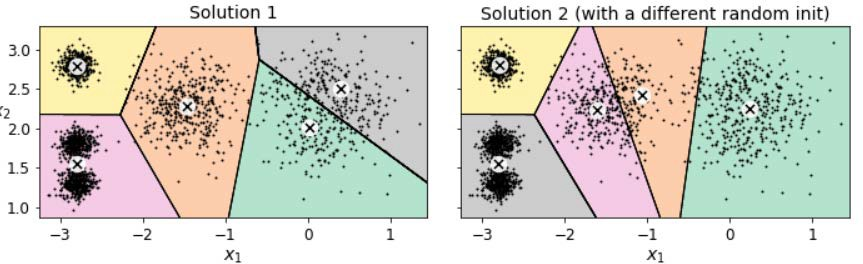 Solution 1
Solution 2 (with a different random init)
3.0
2.5
2.0
1.5
1.0
x2
−3 −2 −1 0 1
−3 −2 −1 0 1
x1
x1